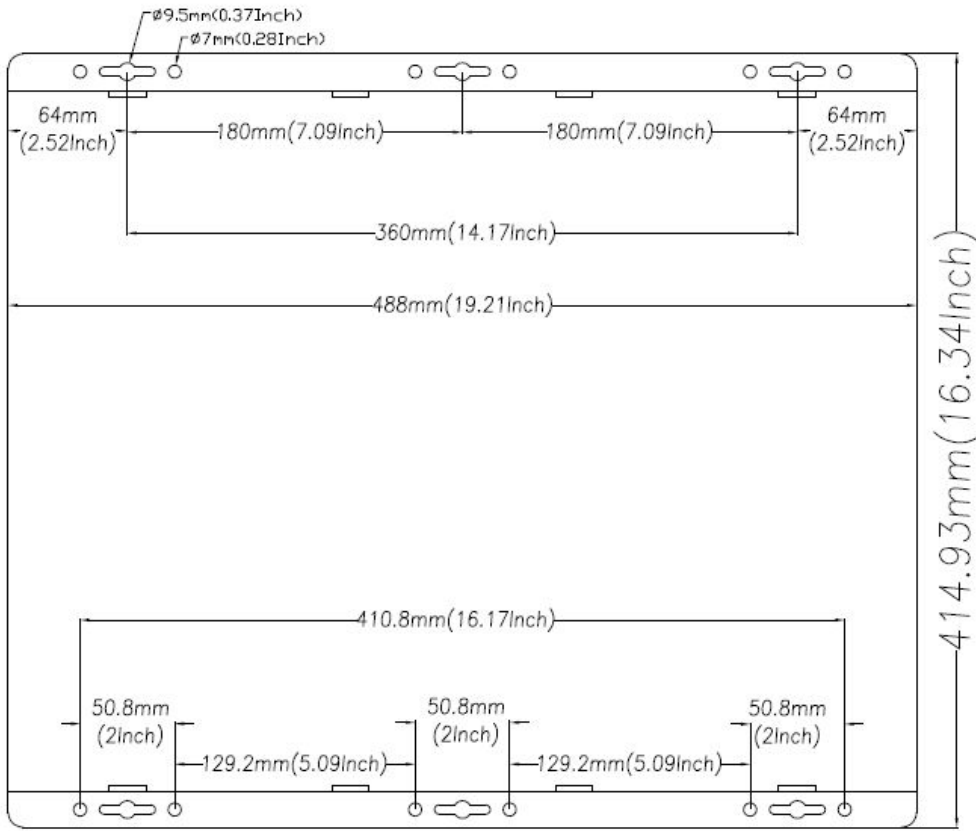 ø9.5mm(0.37Inch)
ø7mm(0.28Inch)
64mm
(2.52Inch)
180mm(7.09Inch)
180mm(7.09Inch)
64mm
(2.52Inch)
360mm(14.17Inch)
488mm(19.21Inch)
414.93mm(16.34Inch)
410.8mm(16.17Inch)
50.8mm
(2Inch)
50.8mm
(2Inch)
50.8mm
(2Inch)
129.2mm(5.09Inch)
129.2mm(5.09Inch)